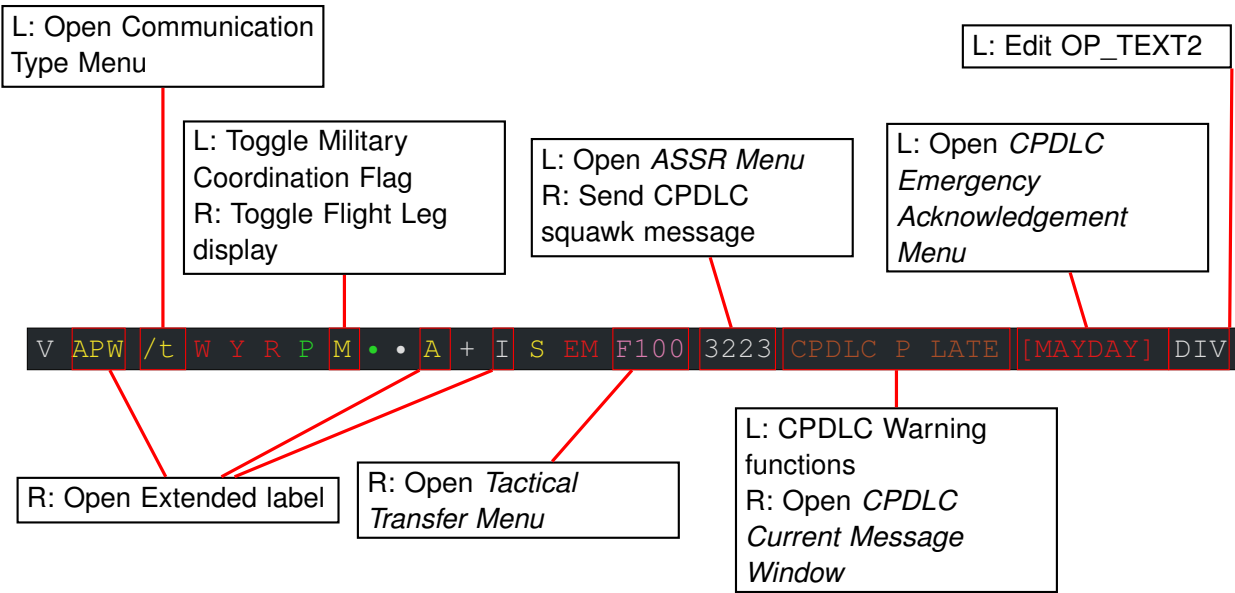 L: Open Communication
Type Menu
L: Edit OP_TEXT2
L: Toggle Military
Coordination Flag
R: Toggle Flight Leg
display
L: Open ASSR Menu
R: Send CPDLC
squawk message
L: Open CPDLC
Emergency
Acknowledgement
Menu
V APW /t W Y R P M • • A + I S EM F100 3223 CPDLC P LATE [MAYDAY] DIV
R: Open Extended label
R: Open Tactical
Transfer Menu
L: CPDLC Warning
functions
R: Open CPDLC
Current Message
Window